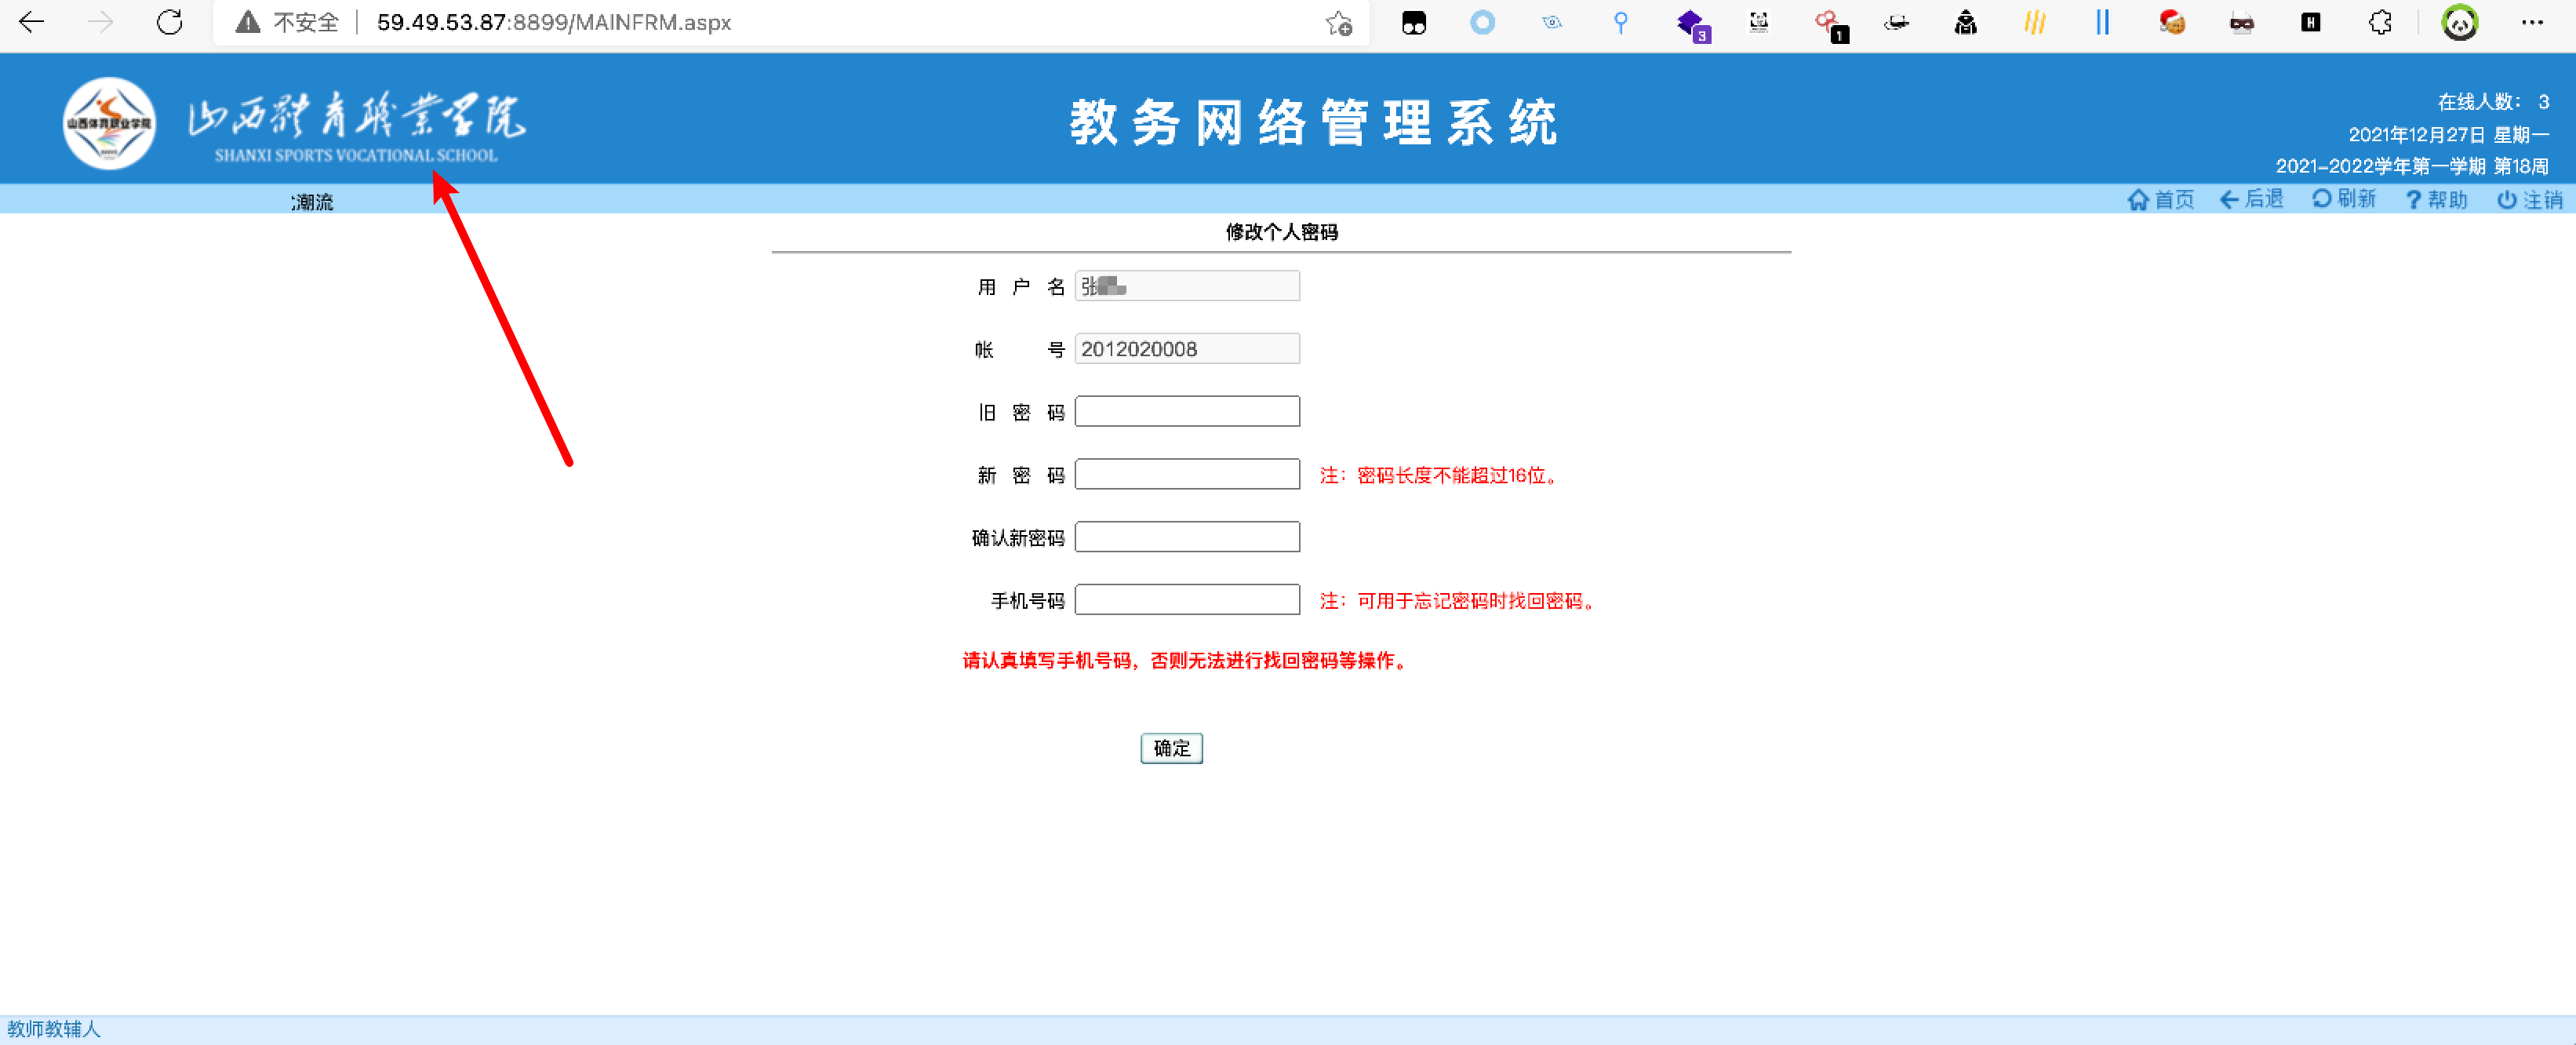 不安全 59.49.53.87:8899/MAINFRM.aspx
3
1
H
山西体育职业学院
山西體育職業學院
SHANXI SPORTS VOCATIONAL SCHOOL
教务网络管理系统
在线人数： 3
2021年12月27日 星期一
2021-2022学年第一学期 第18周
潮流
首页 后退 刷新 帮助 注销
修改个人密码
用 户 名 张
帐 号 2012020008
旧 密 码
新 密 码 注：密码长度不能超过16位。
确认新密码
手机号码 注：可用于忘记密码时找回密码。
请认真填写手机号码，否则无法进行找回密码等操作。
确定
教师教辅人